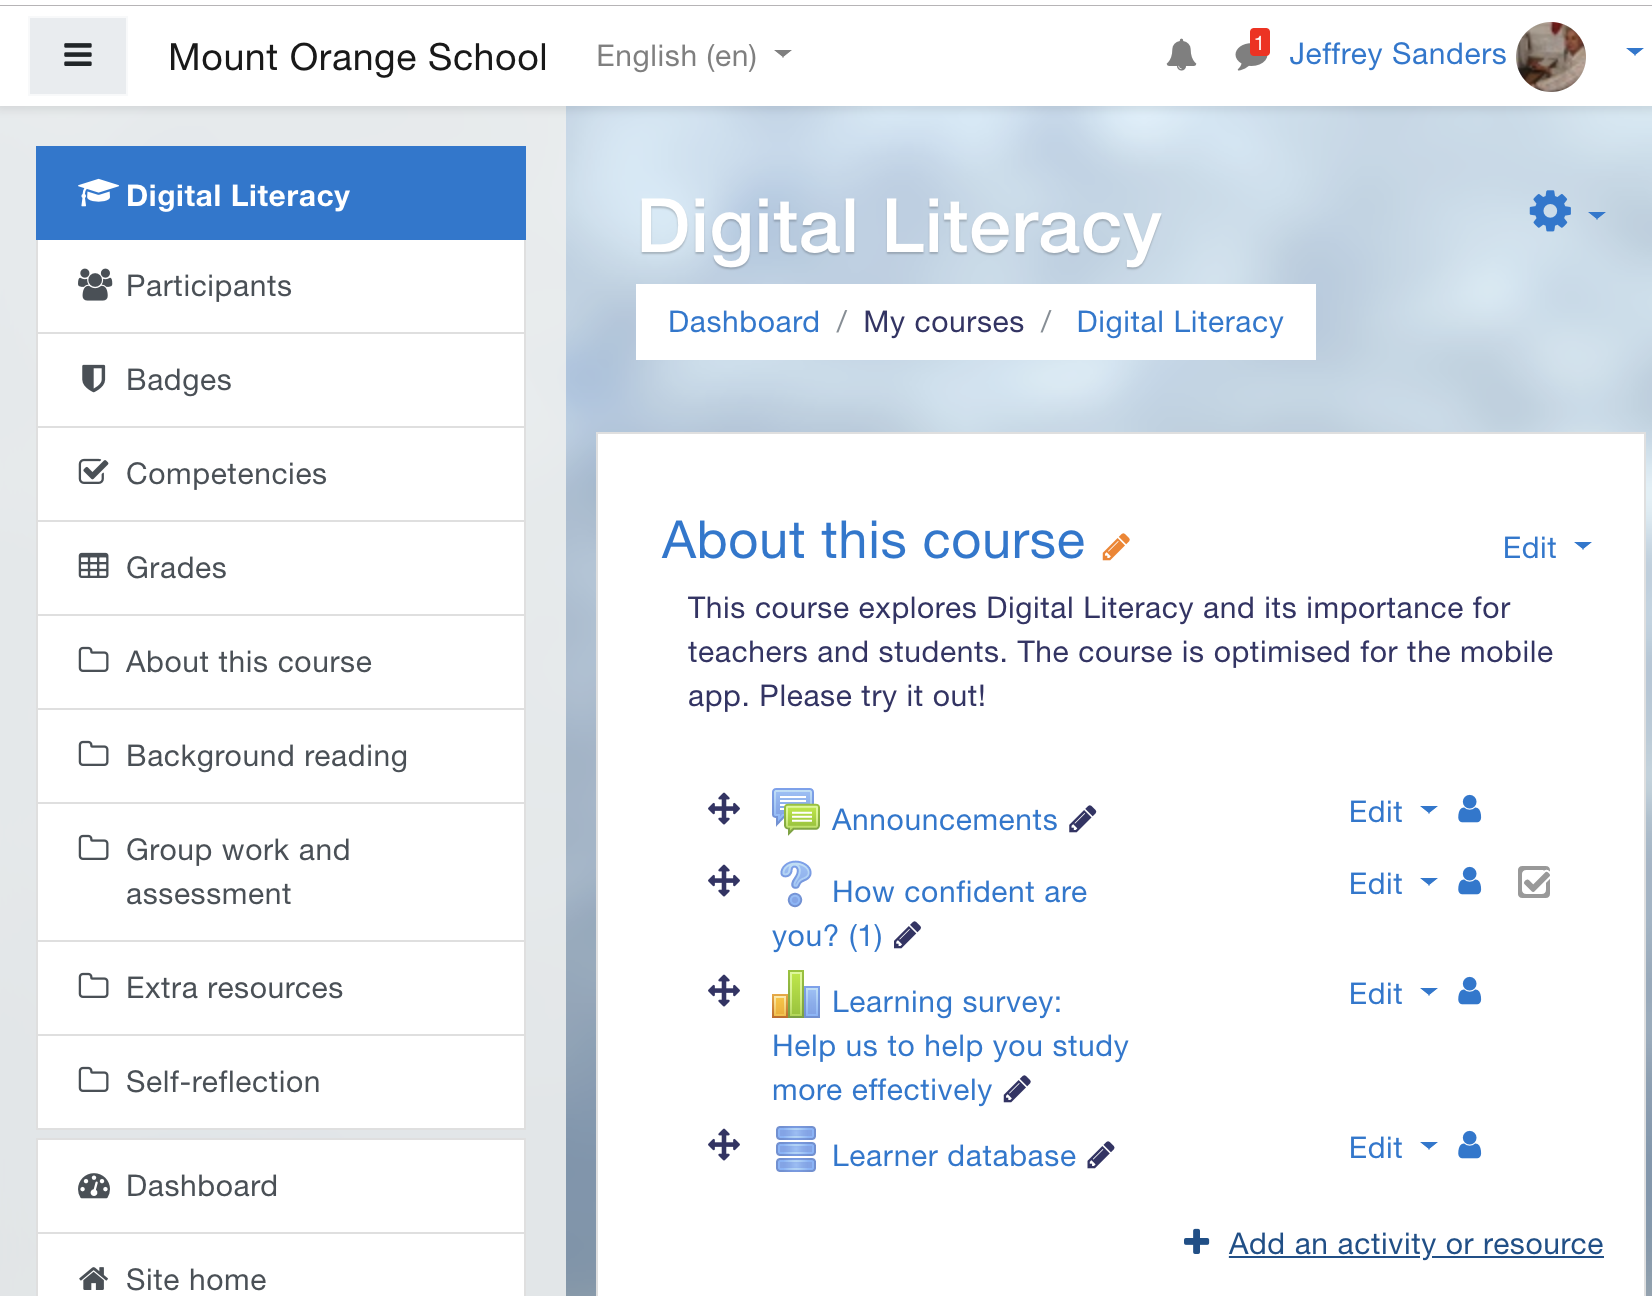 Mount Orange School
English (en)
1
Jeffrey Sanders
Digital Literacy
Participants
Badges
Competencies
Grades
About this course
Background reading
Group work and
assessment
Extra resources
Self-reflection
Dashboard
Site home
Digital Literacy
Dashboard / My courses / Digital Literacy
About this course
Edit
This course explores Digital Literacy and its importance for
teachers and students. The course is optimised for the mobile
app. Please try it out!
Announcements
Edit
How confident are
you? (1)
Edit
Learning survey:
Help us to help you study
more effectively
Edit
Learner database
Edit
Add an activity or resource